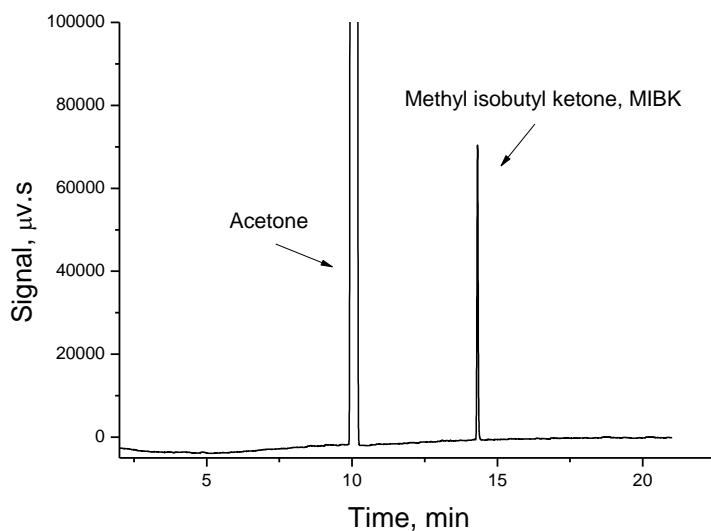 100000
80000
60000
40000
20000
0
Signal, μv.s
Methyl isobutyl ketone, MIBK
Acetone
5 10 15 20
Time, min